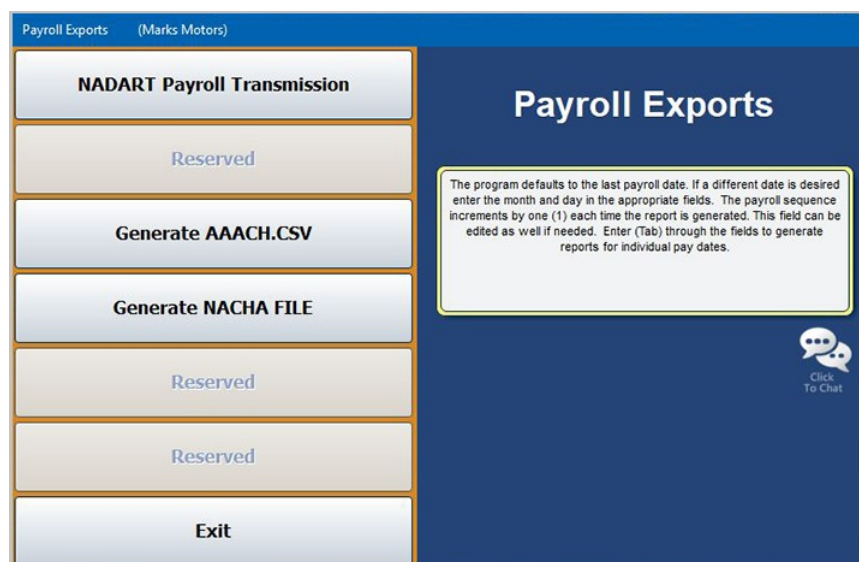 Payroll Exports (Marks Motors)
NADART Payroll Transmission
Reserved
Generate AAACH.CSV
Generate NACHA FILE
Reserved
Reserved
Exit
Payroll Exports
The program defaults to the last payroll date. If a different date is desired
enter the month and day in the appropriate fields. The payroll sequence
increments by one (1) each time the report is generated. This field can be
edited as well if needed. Enter (Tab) through the fields to generate
reports for individual pay dates.
Click
To Chat